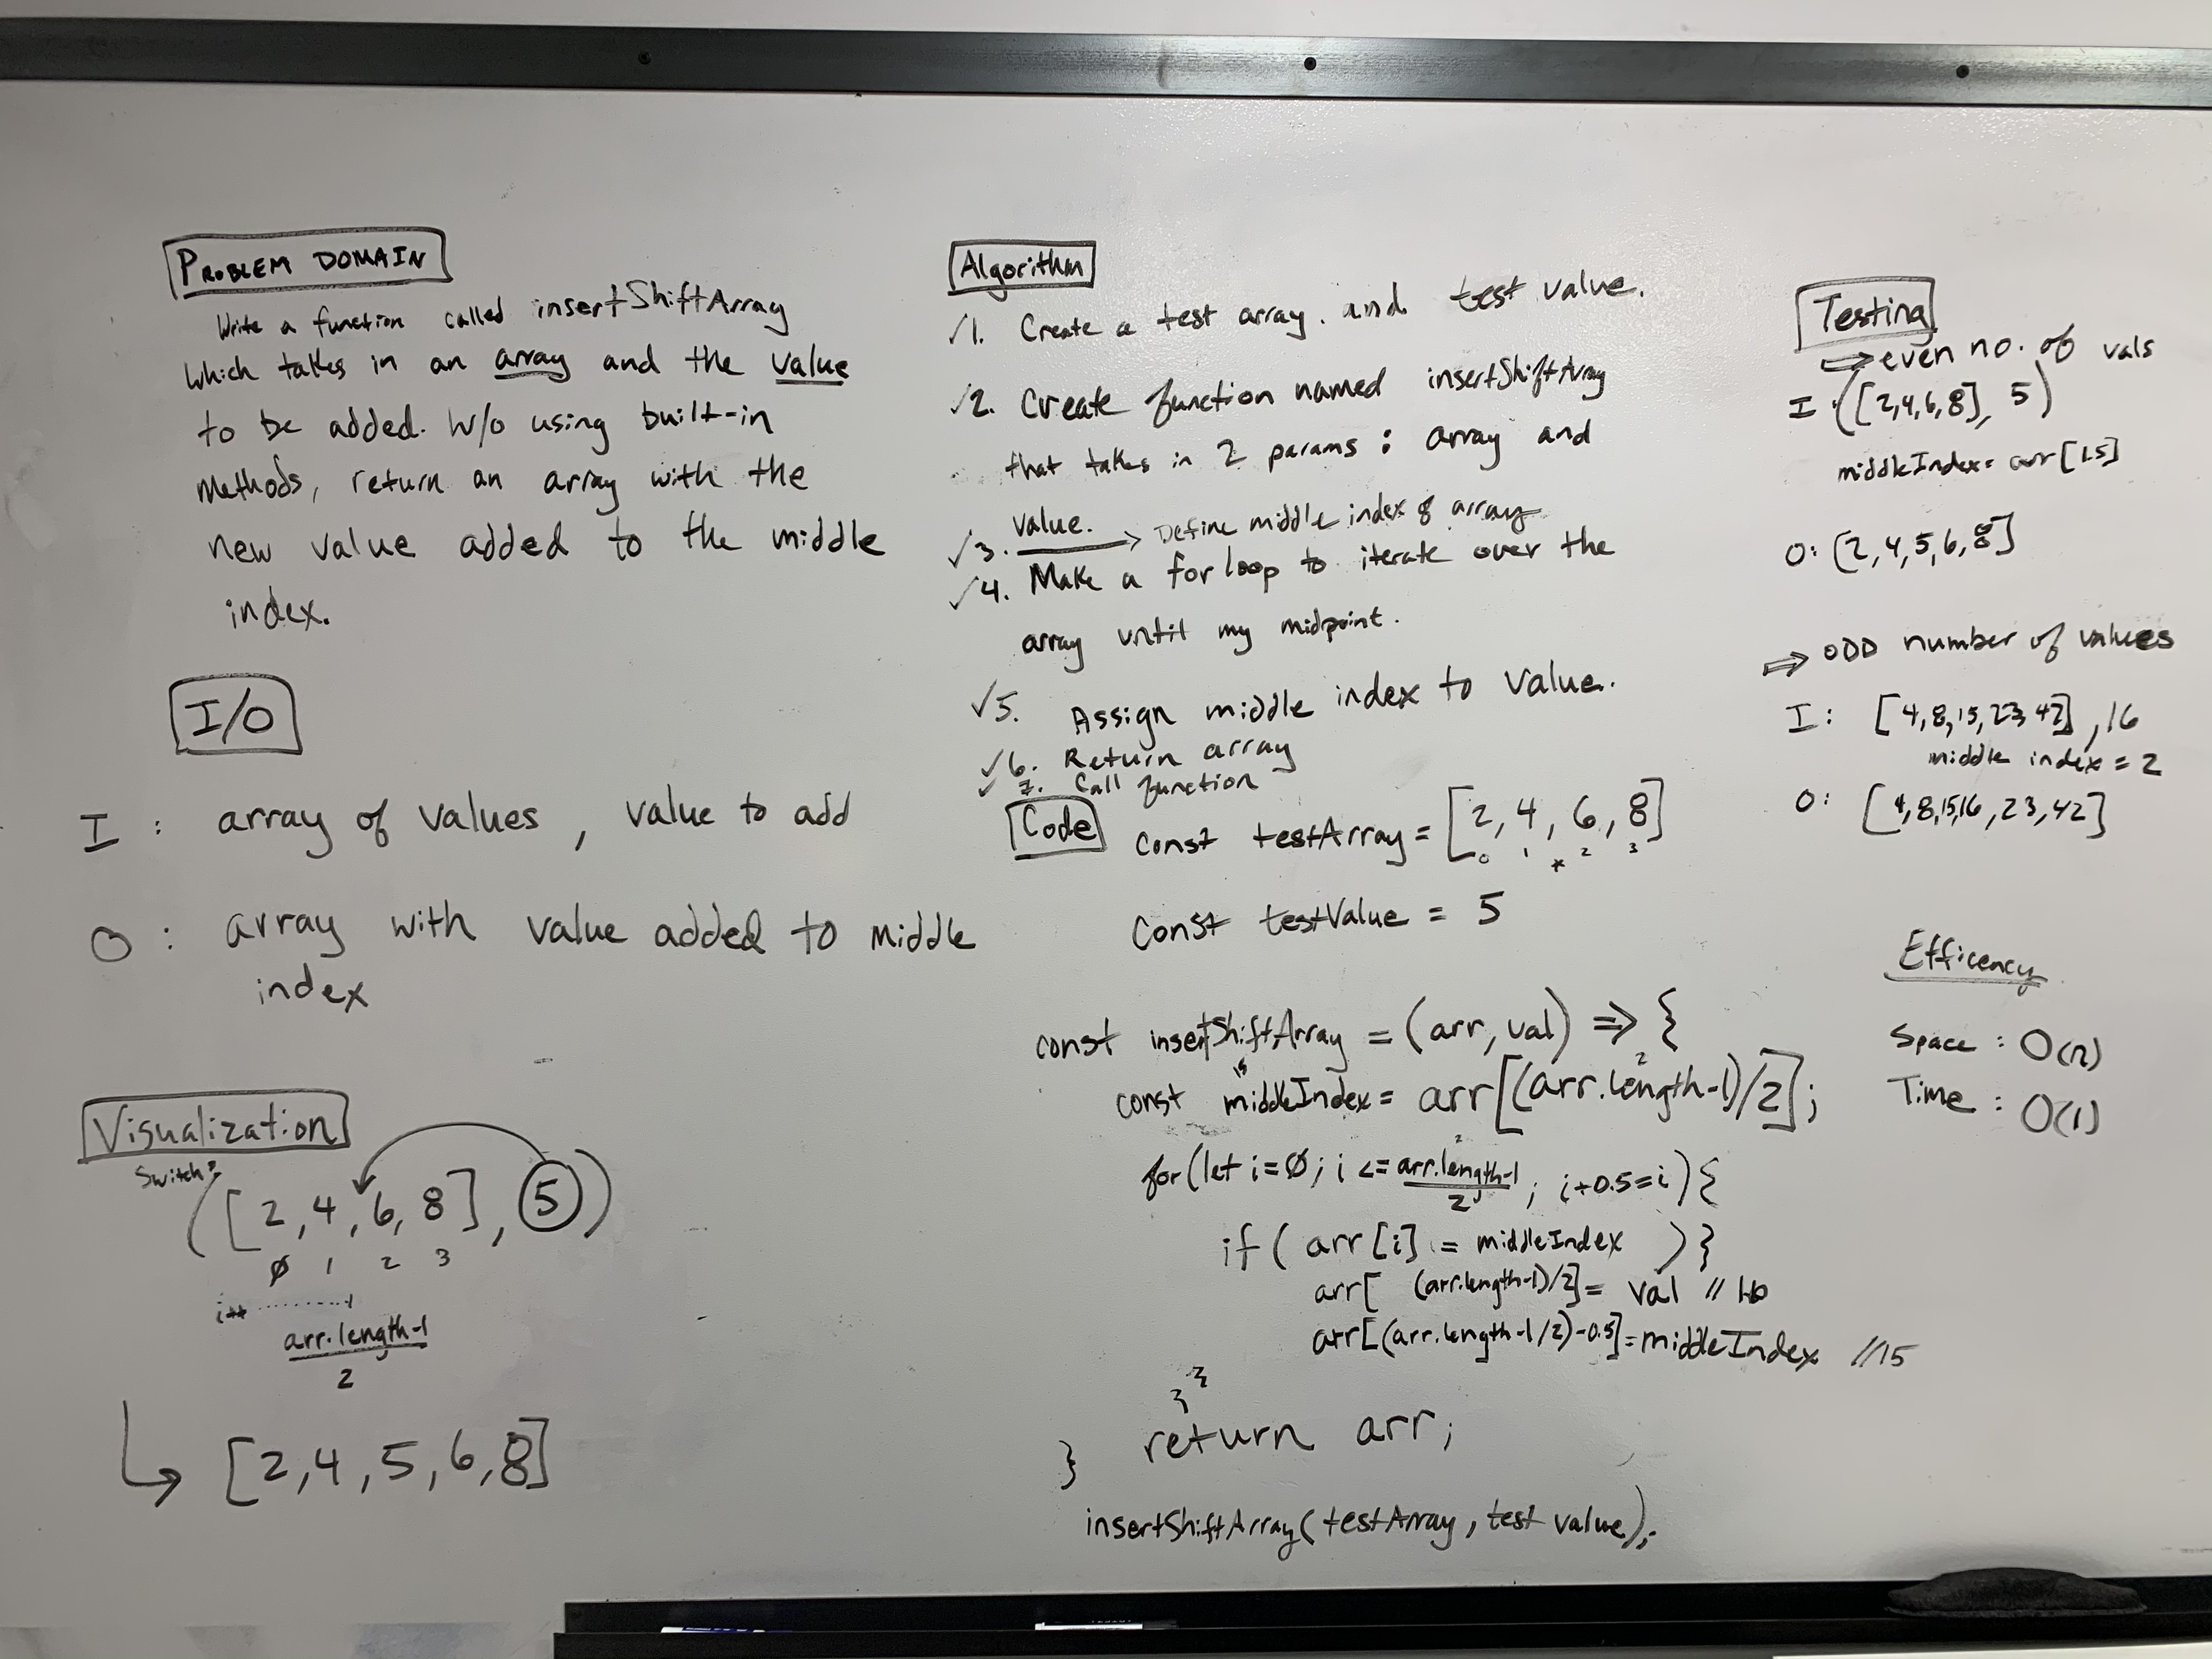 PROBLEM DOMAIN
Write a function called insertShiftArray
which takes in an array and the value
to be added. W/o using built-in
methods, return an array with the
new value added to the middle
index.
I/O
I : array of values , value to add
O : array with value added to middle
index
Visualization
Switch?
([2,4,6,8], 5)
0 1 2 3
i++ ........1
arr.length-1
2
[2,4,5,6,8]
Algorithm
✓1. Create a test array. and test value.
✓2. Create function named insertShiftArray
that takes in 2 params : array and
value.
✓3. → Define middle index of array
✓4. Make a for loop to iterate over the
array until my midpoint.
✓5. Assign middle index to value.
✓6. Return array
✓7. Call function
Code
const testArray = [2, 4, 6, 8]
0 1 * 2 3
const testValue = 5
const insertShiftArray = (arr, val) => {
15 2
const middleIndex = arr[(arr.length-1)/2];
2
for(let i=0; i <= arr.length-1 ; i+0.5=i){
2
if( arr[i] = middleIndex ){
arr[ (arr.length-1)/2] = val // 16
arr[(arr.length-1/2)-0.5]=middleIndex //15
} }
return arr;
}
insertShiftArray(testArray, test value);
Testing
⇒ even no. of vals
I : ([2,4,6,8], 5)
middleIndex= arr[1.5]
O: [2,4,5,6,8]
⇒ ODD number of values
I : [4,8,15,23,42], 16
middle index = 2
O: [4,8,15,16,23,42]
Efficency
Space : O(n)
Time : O(1)